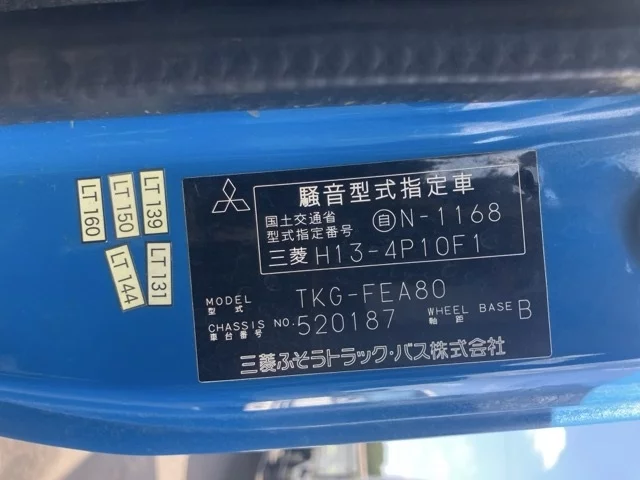 LT 160
LT 150
LT 139
LT 144
LT 131
騒音型式指定車
国土交通省
型式指定番号
自 N-1168
三菱 H13-4P10F1
MODEL TKG-FEA80
型式
CHASSIS NO. 520187 WHEEL BASE B
車台番号 軸距
三菱ふそうトラック・バス株式会社